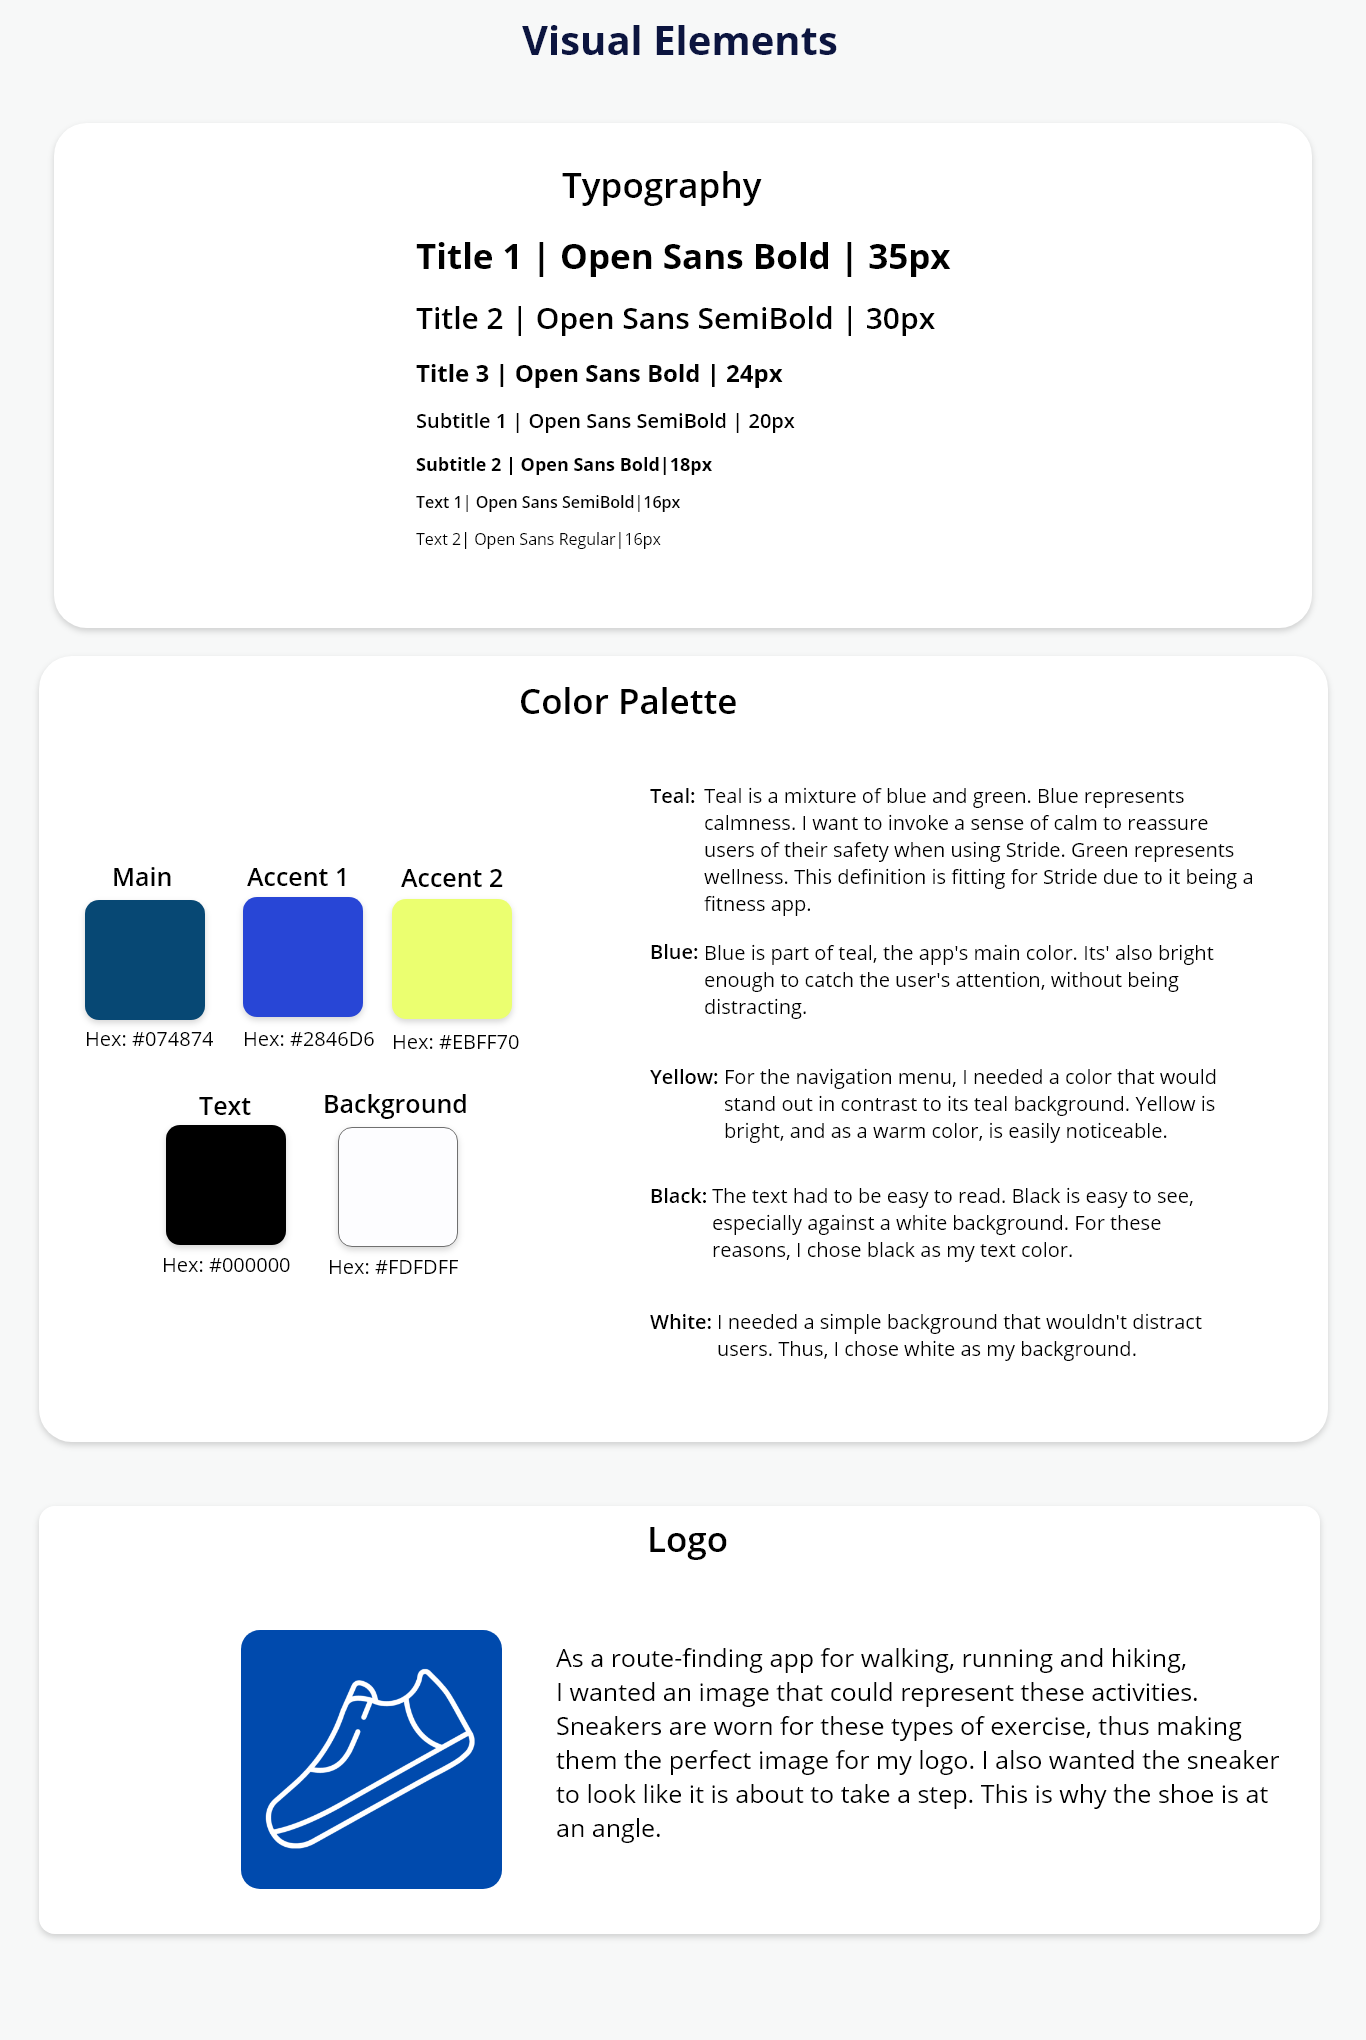 Visual Elements
Typography
Title 1 | Open Sans Bold | 35px
Title 2 | Open Sans SemiBold | 30px
Title 3 | Open Sans Bold | 24px
Subtitle 1 | Open Sans SemiBold | 20px
Subtitle 2 | Open Sans Bold|18px
Text 1| Open Sans SemiBold|16px
Text 2| Open Sans Regular|16px
Color Palette
Main
Accent 1
Accent 2
Hex: #074874
Hex: #2846D6
Hex: #EBFF70
Text
Background
Hex: #000000
Hex: #FDFDFF
Teal: Teal is a mixture of blue and green. Blue represents
calmness. I want to invoke a sense of calm to reassure
users of their safety when using Stride. Green represents
wellness. This definition is fitting for Stride due to it being a
fitness app.
Blue: Blue is part of teal, the app's main color. Its' also bright
enough to catch the user's attention, without being
distracting.
Yellow: For the navigation menu, I needed a color that would
stand out in contrast to its teal background. Yellow is
bright, and as a warm color, is easily noticeable.
Black: The text had to be easy to read. Black is easy to see,
especially against a white background. For these
reasons, I chose black as my text color.
White: I needed a simple background that wouldn't distract
users. Thus, I chose white as my background.
Logo
As a route-finding app for walking, running and hiking,
I wanted an image that could represent these activities.
Sneakers are worn for these types of exercise, thus making
them the perfect image for my logo. I also wanted the sneaker
to look like it is about to take a step. This is why the shoe is at
an angle.